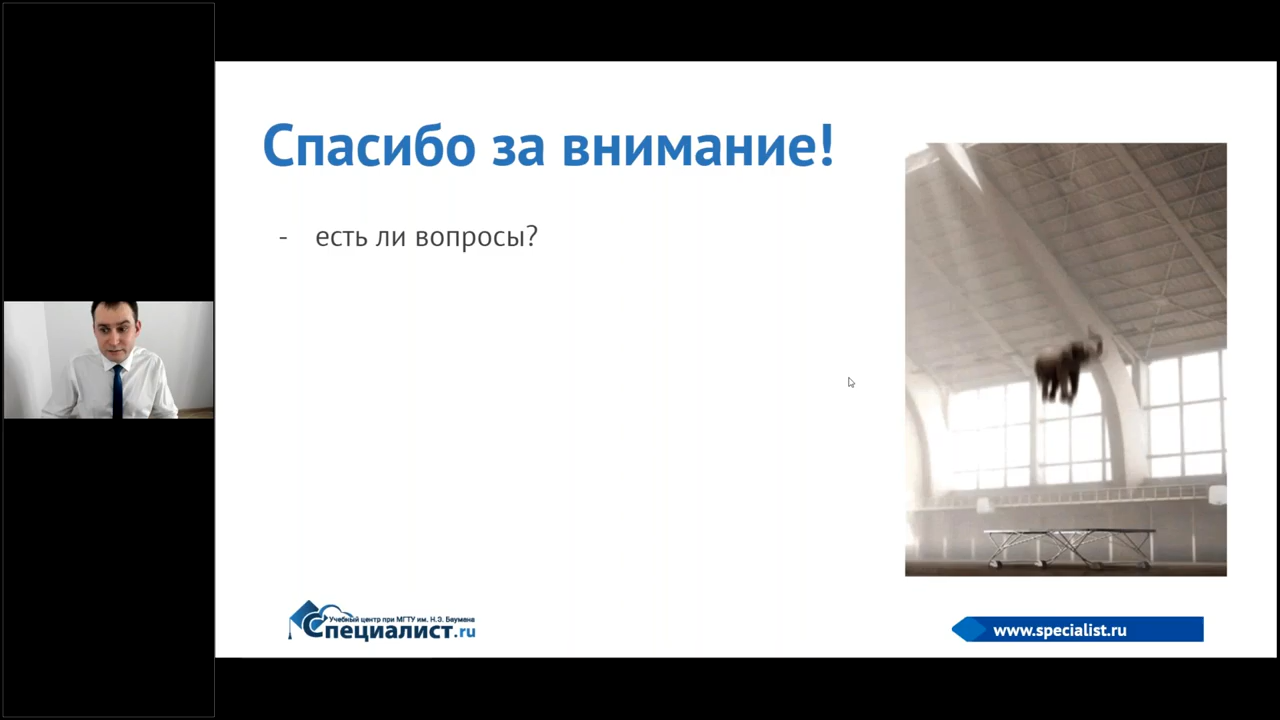 Спасибо за внимание!
- есть ли вопросы?
Учебный центр при МГТУ им. Н.Э. Баумана
Специалист.ru
www.specialist.ru